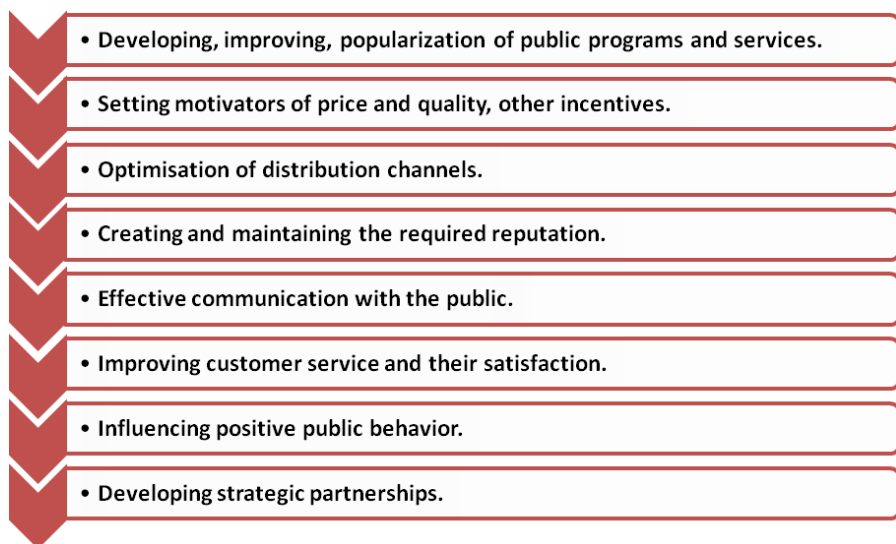 • Developing, improving, popularization of public programs and services.
• Setting motivators of price and quality, other incentives.
• Optimisation of distribution channels.
• Creating and maintaining the required reputation.
• Effective communication with the public.
• Improving customer service and their satisfaction.
• Influencing positive public behavior.
• Developing strategic partnerships.